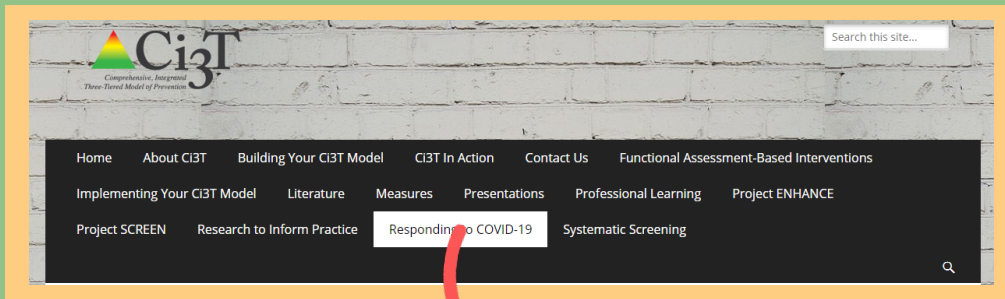 Ci3T
Comprehensive, Integrated
Three-Tiered Model of Prevention
Search this site...
Home About Ci3T Building Your Ci3T Model Ci3T In Action Contact Us Functional Assessment-Based Interventions
Implementing Your Ci3T Model Literature Measures Presentations Professional Learning Project ENHANCE
Project SCREEN Research to Inform Practice Responding to COVID-19 Systematic Screening